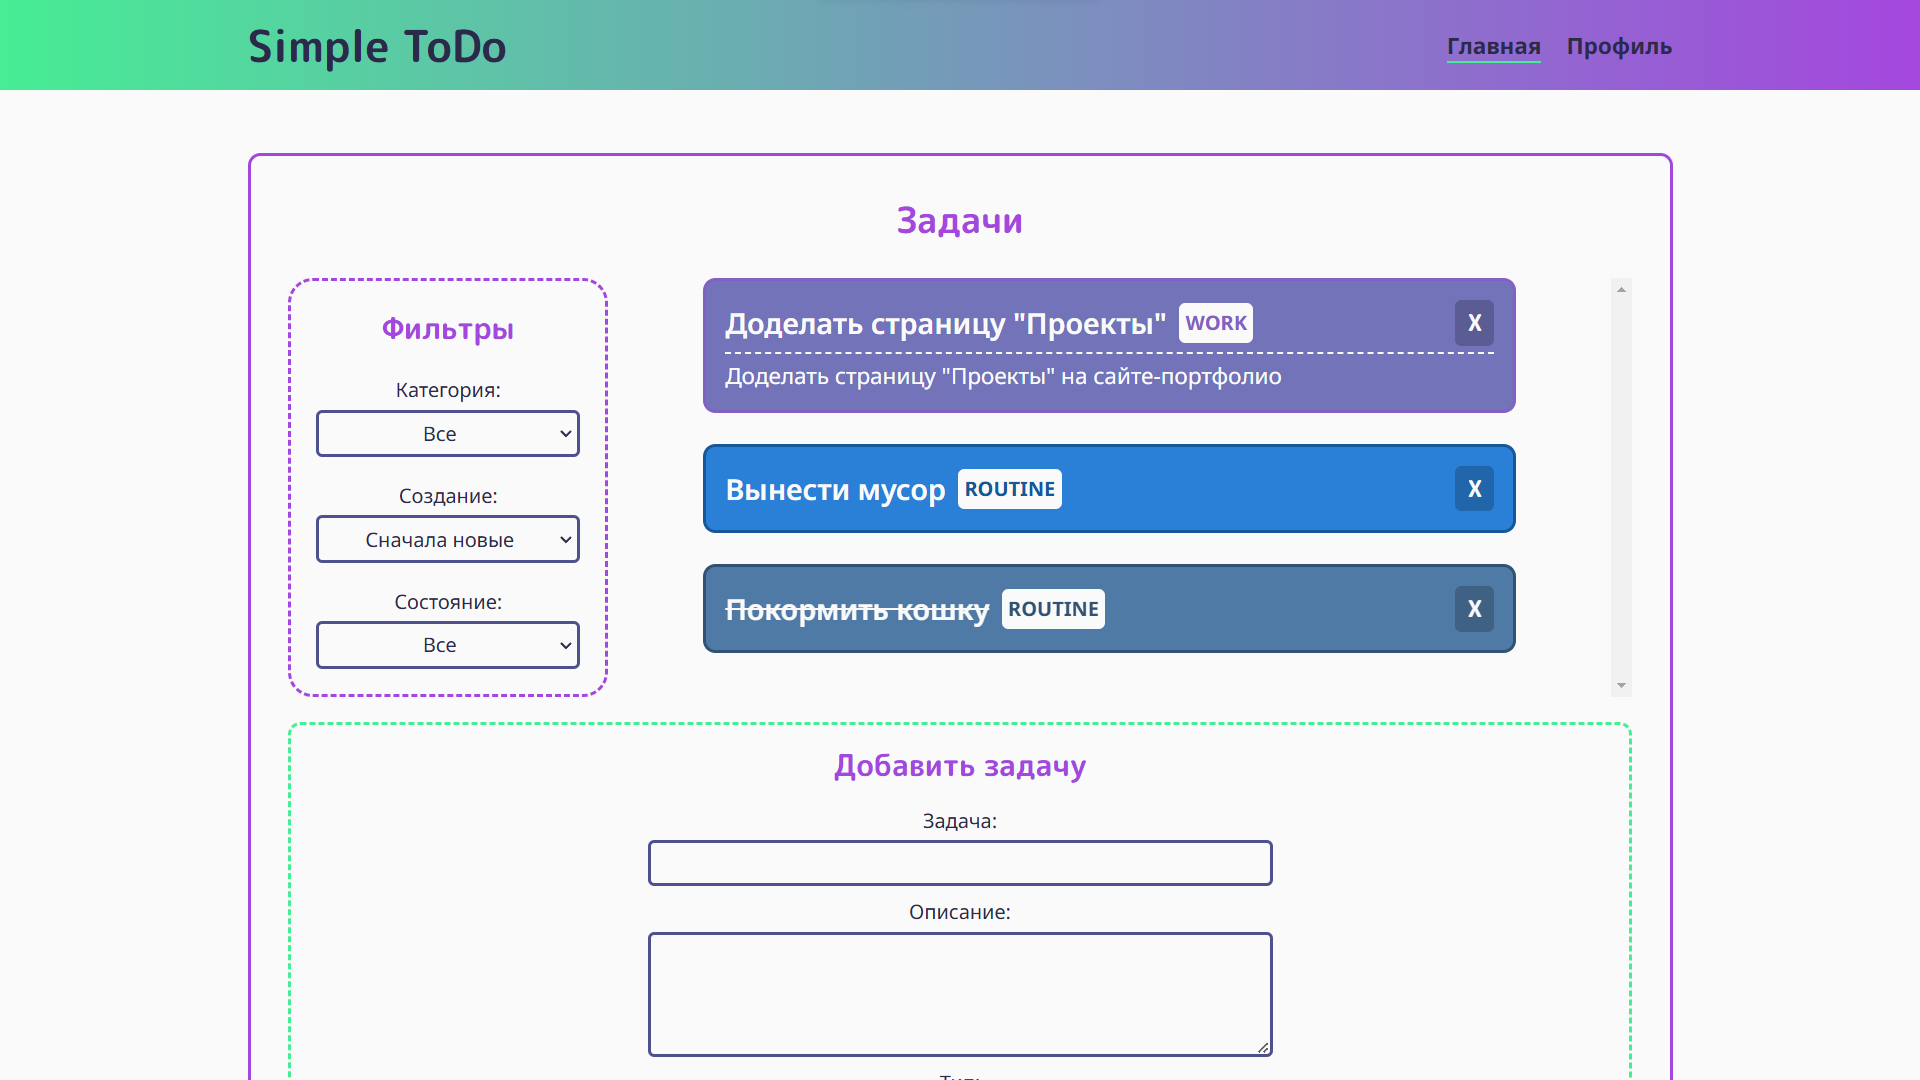 Simple ToDo
Главная Профиль
Задачи
Фильтры
Категория:
Все
Создание:
Сначала новые
Состояние:
Все
Доделать страницу "Проекты" WORK X
Доделать страницу "Проекты" на сайте-портфолио
Вынести мусор ROUTINE X
Покормить кошку ROUTINE X
Добавить задачу
Задача:
Описание: